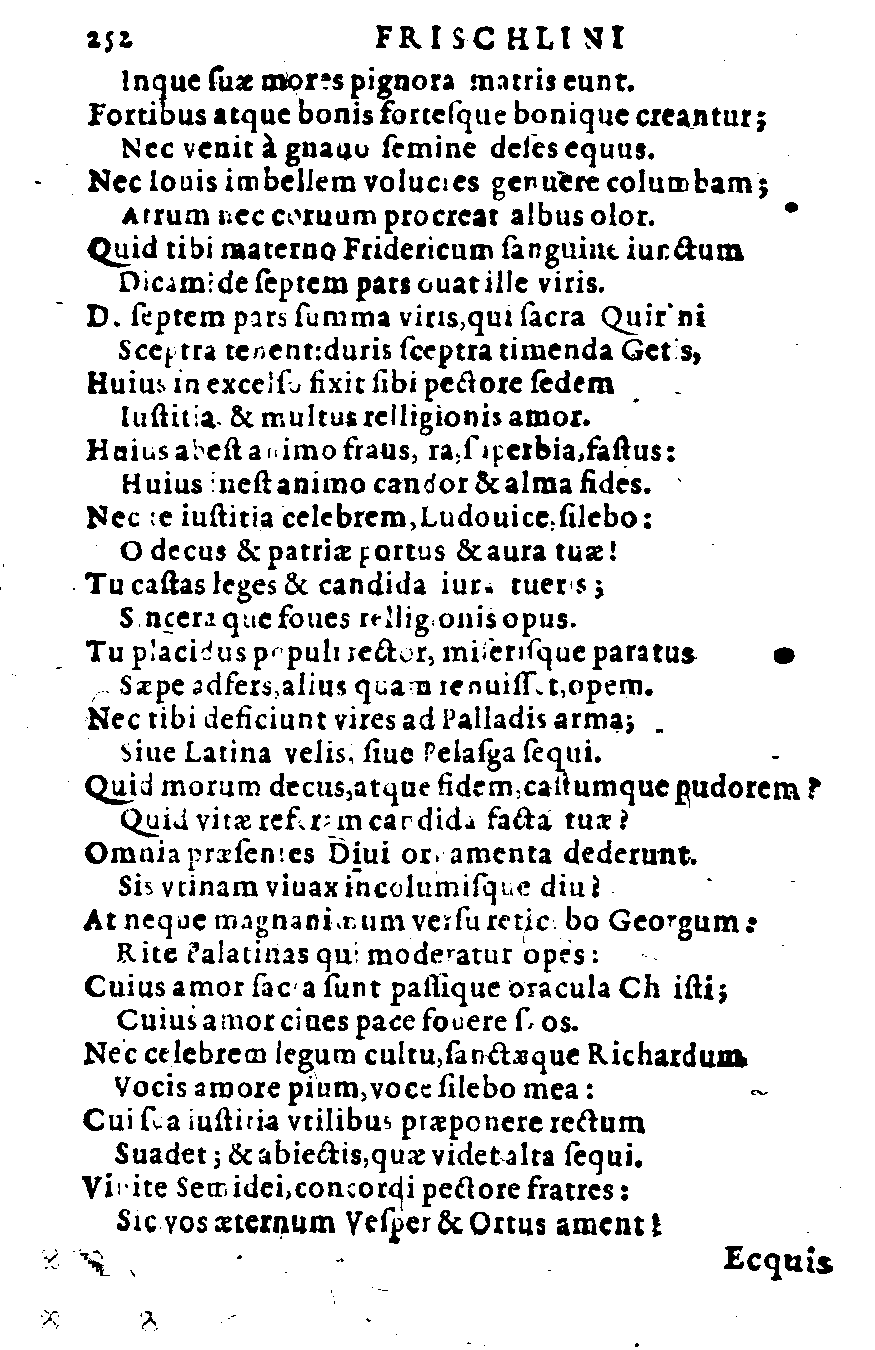 252 FRISCHLINI
Inque ſuæ mores pignora matris eunt.
Fortibus atque bonis forteſque bonique creantur;
Nec venit à gnauo ſemine deſes equus.
Nec Iouis imbellem volucres genuêre columbam;
Atrum nec coruum procreat albus olor.
Quid tibi materno Fridericum ſanguine iunctum
Dicam: de ſeptem pars quat ille viris.
De ſeptem pars ſumma viris, qui ſacra Quirini
Sceptra tenent: duris ſceptra timenda Getis,
Huius in excelſo fixit ſibi pectore ſedem
Iuſtitia, & multus relligionis amor.
Huius abeſt animo fraus, ſuperbia, faſtus:
Huius ineſt animo candor & alma fides.
Nec te iuſtitia celebrem, Ludouice, ſilebo:
O decus & patriæ portus & aura tuæ!
Tu caſtas leges & candida iura tueris;
Sinceraque foues relligionis opus.
Tu placidus populi rector, miſeriſque paratus
Sæpe adfers, alius quam renuiſſet, opem.
Nec tibi deficiunt vires ad Palladis arma;
Siue Latina velis, ſiue Pelaſga ſequi.
Quid morum decus, atque fidem, caſtumque pudorem?
Quid vitæ referam candida facta tuæ?
Omnia præſentes Diui ornamenta dederunt.
Sis vtinam viuax incolumiſque diu!
At neque magnanimum verſu reticebo Georgum:
Rite Palatinas qui moderatur opes:
Cuius amor ſacra ſunt paſſique oracula Chriſti;
Cuius amor ciues pace fouere ſuos.
Nec celebrem legum cultu, ſanctæque Richardum
Vocis amore pium, voce ſilebo mea:
Cui ſua iuſtitia vtilibus præponere rectum
Suadet; & abiectis, quæ videt alta ſequi.
Viuite Semidei, concordi pectore fratres:
Sic vos æternum Veſper & Ortus ament!
Ecquis